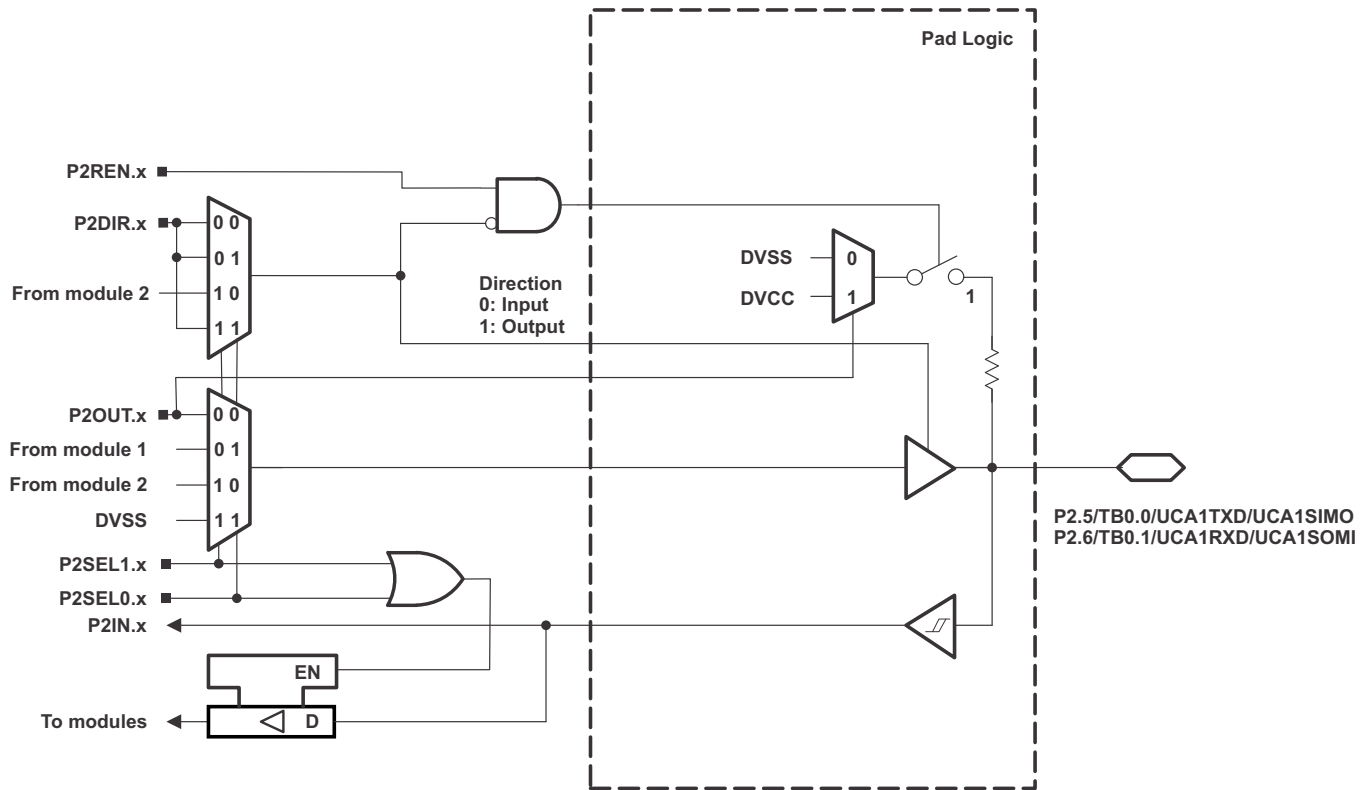 Pad Logic
P2REN.x
P2DIR.x
0 0
0 1
From module 2
1 0
1 1
Direction
0: Input
1: Output
DVSS
0
DVCC
1
1
P2OUT.x
0 0
From module 1
0 1
From module 2
1 0
DVSS
1 1
P2SEL1.x
P2SEL0.x
P2IN.x
EN
To modules
D
P2.5/TB0.0/UCA1TXD/UCA1SIMO
P2.6/TB0.1/UCA1RXD/UCA1SOMI